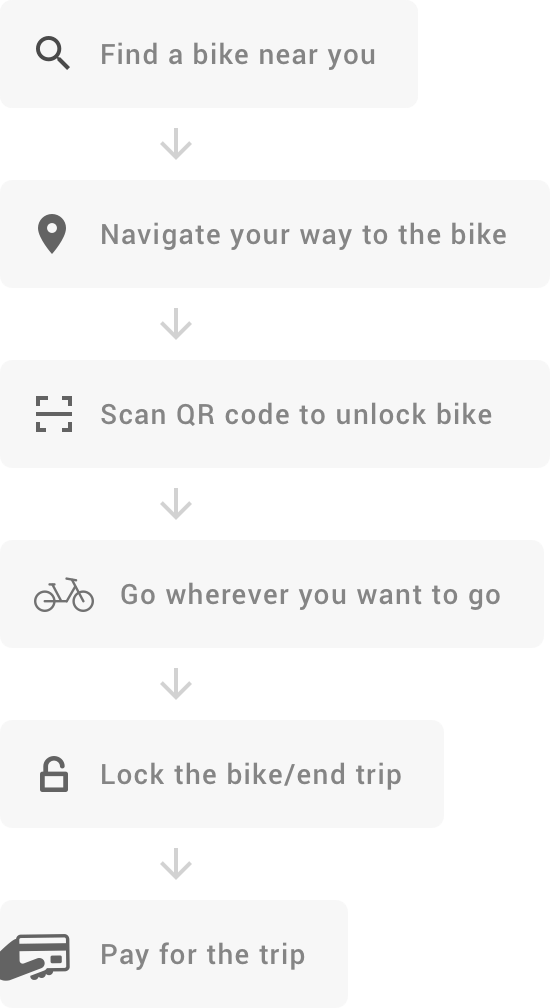 Find a bike near you
Navigate your way to the bike
Scan QR code to unlock bike
Go wherever you want to go
Lock the bike/end trip
Pay for the trip